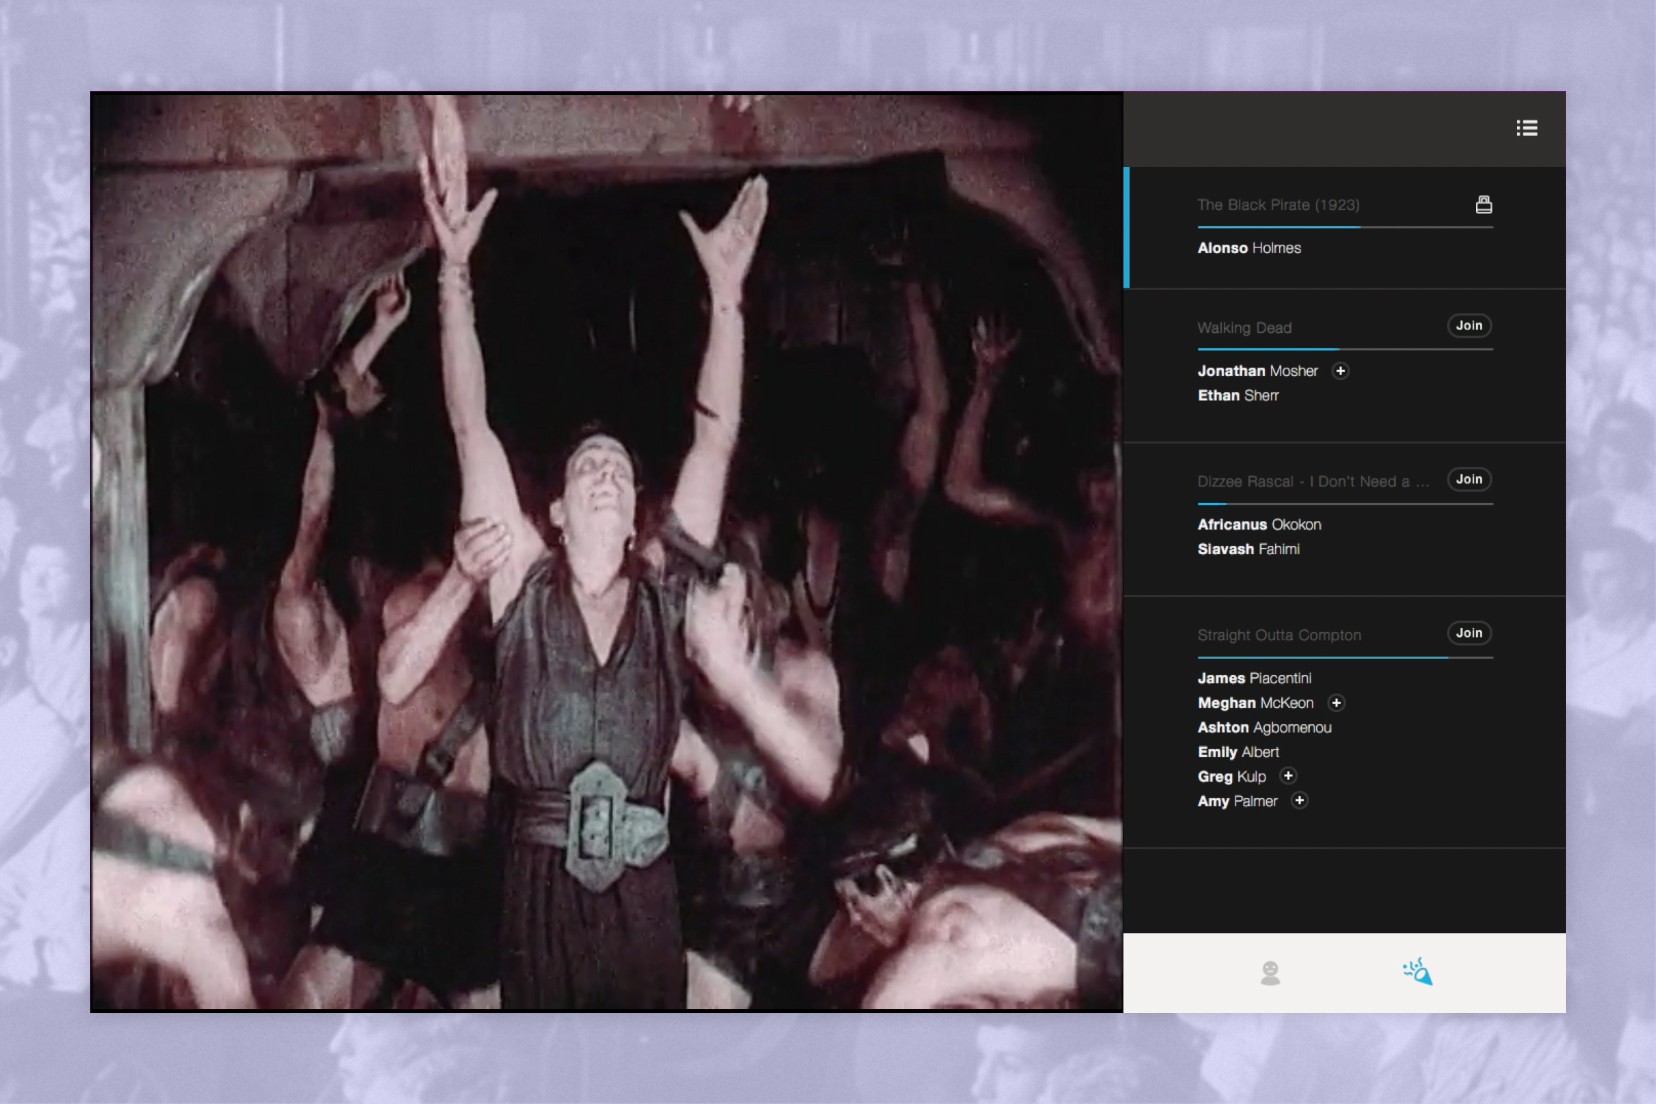 The Black Pirate (1923)
Alonso Holmes
Walking Dead
Join
Jonathan Mosher +
Ethan Sherr
Dizzee Rascal - I Don't Need a ...
Join
Africanus Okokon
Siavash Fahimi
Straight Outta Compton
Join
James Piacentini
Meghan McKeon +
Ashton Agbomenou
Emily Albert
Greg Kulp +
Amy Palmer +